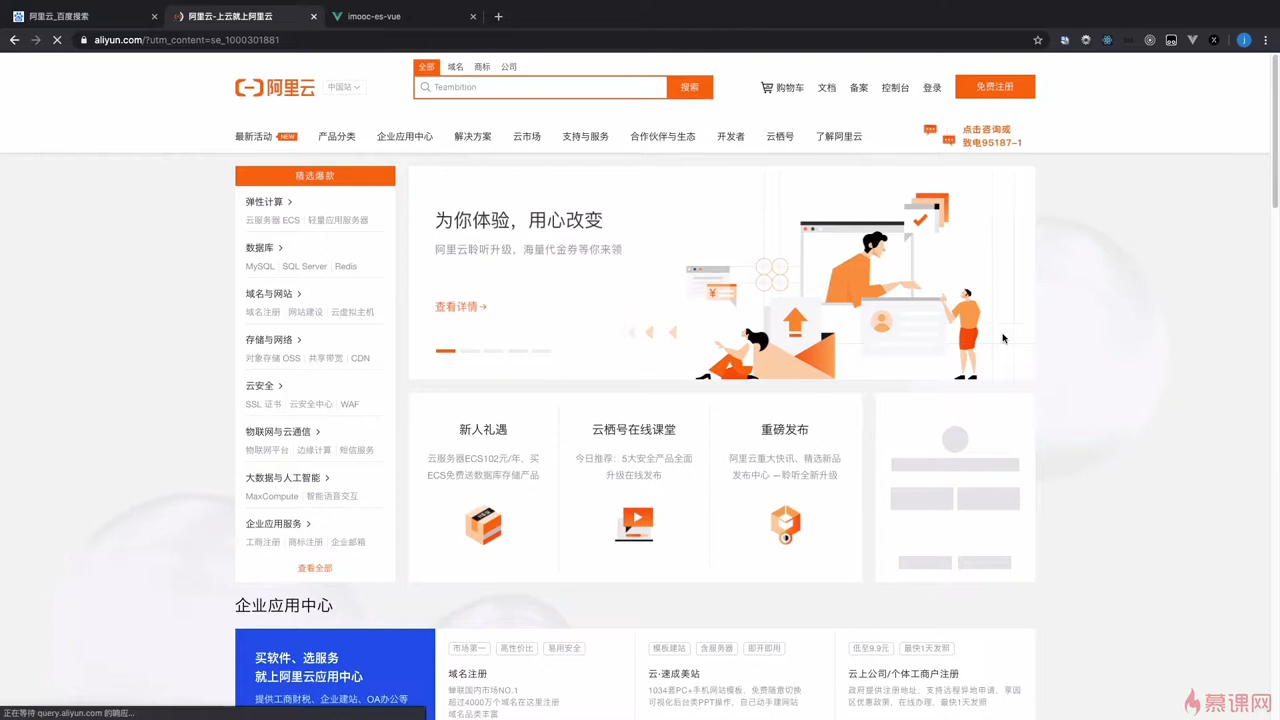 阿里云_百度搜索
阿里云-上云就上阿里云
imooc-es-vue
aliyun.com/?utm_content=se_1000301881
阿里云
中国站
全部 域名 商标 公司
Teambition
搜索
购物车 文档 备案 控制台 登录
免费注册
最新活动 NEW 产品分类 企业应用中心 解决方案 云市场 支持与服务 合作伙伴与生态 开发者 云栖号 了解阿里云
点击咨询或
致电95187-1
精选爆款
弹性计算
云服务器 ECS 轻量应用服务器
数据库
MySQL SQL Server Redis
域名与网站
域名注册 网站建设 云虚拟主机
存储与网络
对象存储 OSS 共享带宽 CDN
云安全
SSL 证书 云安全中心 WAF
物联网与云通信
物联网平台 边缘计算 短信服务
大数据与人工智能
MaxCompute 智能语音交互
企业应用服务
工商注册 商标注册 企业邮箱
查看全部
为你体验，用心改变
阿里云聆听升级，海量代金券等你来领
查看详情
新人礼遇
云服务器ECS102元/年、买
ECS免费送数据库存储产品
云栖号在线课堂
今日推荐：5大安全产品全面
升级在线发布
重磅发布
阿里云重大快讯、精选新品
发布中心 —聆听全新升级
企业应用中心
买软件、选服务
就上阿里云应用中心
提供工商财税、企业建站、OA办公等
市场第一 高性价比 易用安全
域名注册
蝉联国内市场NO.1
超过4000万个域名在这里注册
域名品类丰富
模板建站 含服务器 即开即用
云·速成美站
1034套PC+手机网站模板，免费随意切换
可视化后台类PPT操作，自己动手建网站
低至9.9元 最快1天发照
云上公司/个体工商户注册
政府提供注册地址，支持远程异地申请，享园
区优惠政策，在线办理，最快1天发照
正在等待 query.aliyun.com 的响应...
慕课网